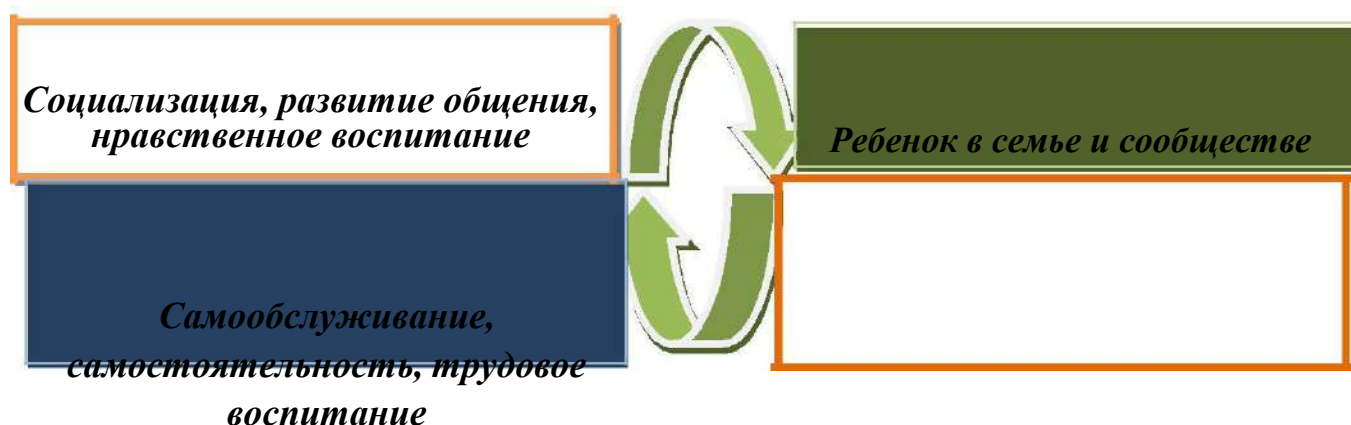 Социализация, развитие общения,
нравственное воспитание
Ребенок в семье и сообществе
Самообслуживание,
самостоятельность, трудовое
воспитание